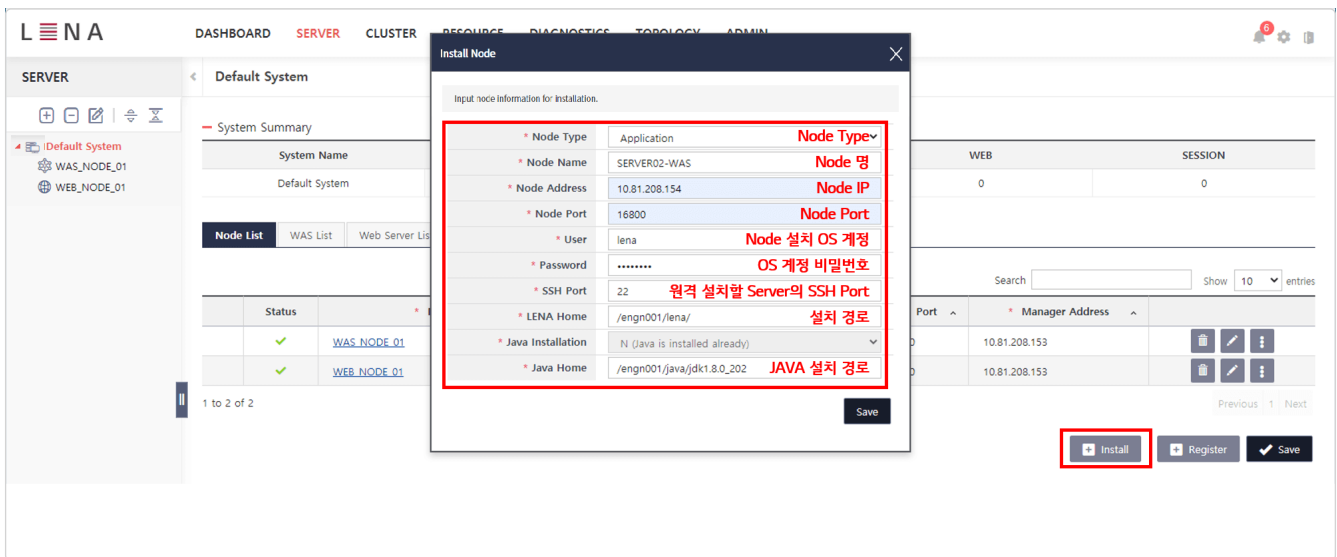 LENA
DASHBOARD SERVER CLUSTER RESOURCE DIAGNOSTICS TOPOLOGY ADMIN
6
SERVER
Default System
Default System
WAS_NODE_01
WEB_NODE_01
System Summary
System Name WEB SESSION
Default System 0 0
Node List WAS List Web Server Lis
Search Show 10 entries
Status Port * Manager Address
WAS_NODE_01 10.81.208.153
WEB_NODE_01 10.81.208.153
1 to 2 of 2 Previous 1 Next
Install Register Save
Install Node
Input node information for installation.
* Node Type Application Node Type
* Node Name SERVER02-WAS Node 명
* Node Address 10.81.208.154 Node IP
* Node Port 16800 Node Port
* User lena Node 설치 OS 계정
* Password •••••••• OS 계정 비밀번호
* SSH Port 22 원격 설치할 Server의 SSH Port
* LENA Home /engn001/lena/ 설치 경로
* Java Installation N (Java is installed already)
* Java Home /engn001/java/jdk1.8.0_202 JAVA 설치 경로
Save